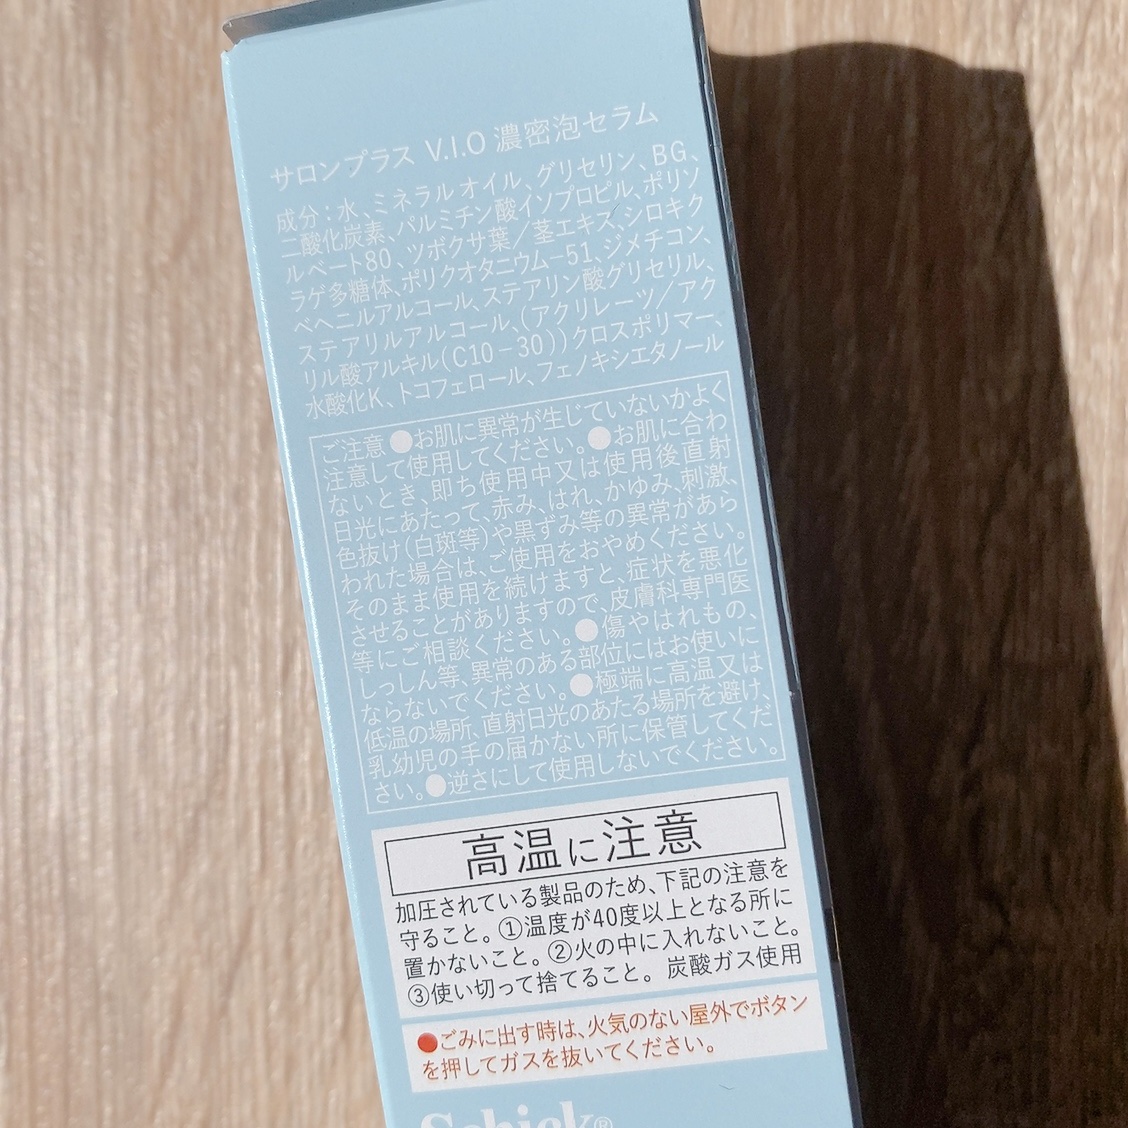 サロンプラス V.I.O 濃密泡セラム
成分:水、ミネラルオイル、グリセリン、BG、
二酸化炭素、パルミチン酸イソプロピル、ポリソ
ルベート80、ツボクサ葉/茎エキス、シロキク
ラゲ多糖体、ポリクオタニウム-51、ジメチコン、
ベヘニルアルコール、ステアリン酸グリセリル、
ステアリルアルコール、(アクリレーツ/アク
リル酸アルキル(C10-30))クロスポリマー、
水酸化K、トコフェロール、フェノキシエタノール
ご注意 ●お肌に異常が生じていないかよく
注意して使用してください。●お肌に合わ
ないとき、即ち使用中又は使用後直射
日光にあたって、赤み、はれ、かゆみ、刺激、
色抜け(白斑等)や黒ずみ等の異常があら
われた場合は、ご使用をおやめください。
そのまま使用を続けますと、症状を悪化
させることがありますので、皮膚科専門医
等にご相談ください。●傷やはれもの、
しっしん等、異常のある部位にはお使いに
ならないでください。●極端に高温又は
低温の場所、直射日光のあたる場所を避け、
乳幼児の手の届かない所に保管してくだ
さい。●逆さにして使用しないでください。
高温に注意
加圧されている製品のため、下記の注意を
守ること。①温度が40度以上となる所に
置かないこと。②火の中に入れないこと。
③使い切って捨てること。 炭酸ガス使用
●ごみに出す時は、火気のない屋外でボタン
を押してガスを抜いてください。
Schick®